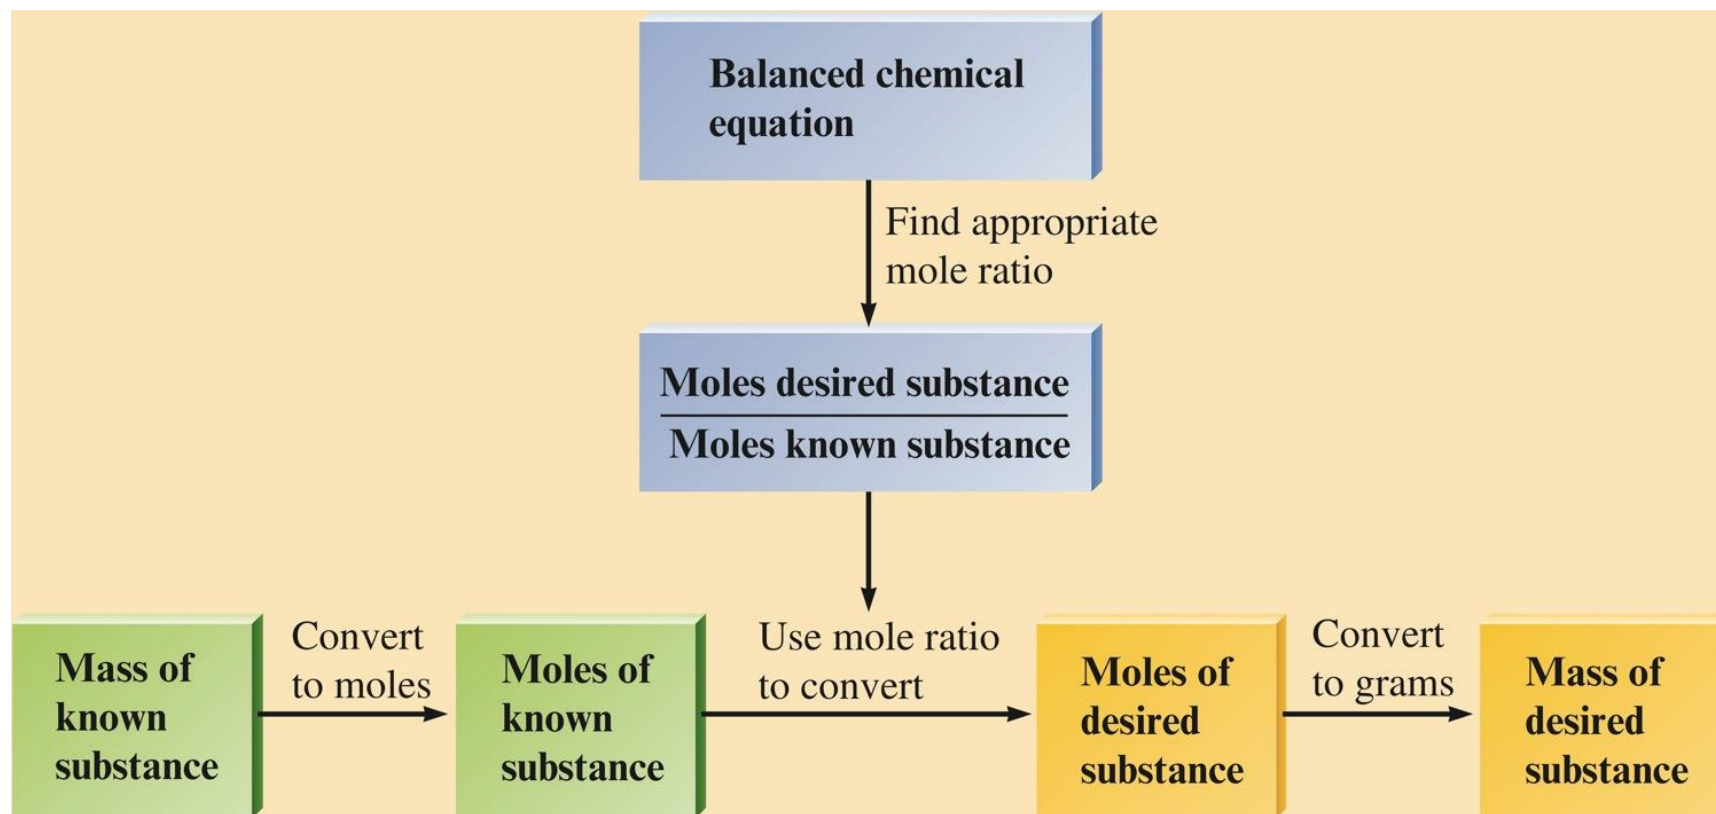 Balanced chemical
equation
Find appropriate
mole ratio
Moles desired substance
Moles known substance
Mass of
known
substance
Convert
to moles
Moles of
known
substance
Use mole ratio
to convert
Moles of
desired
substance
Convert
to grams
Mass of
desired
substance